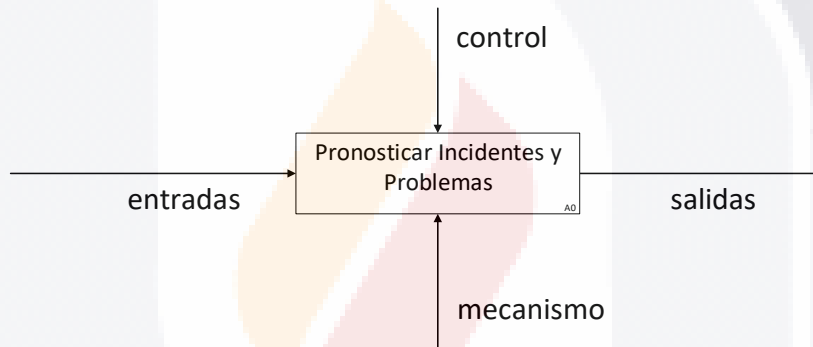 control
Pronosticar Incidentes y
Problemas
A0
entradas
salidas
mecanismo